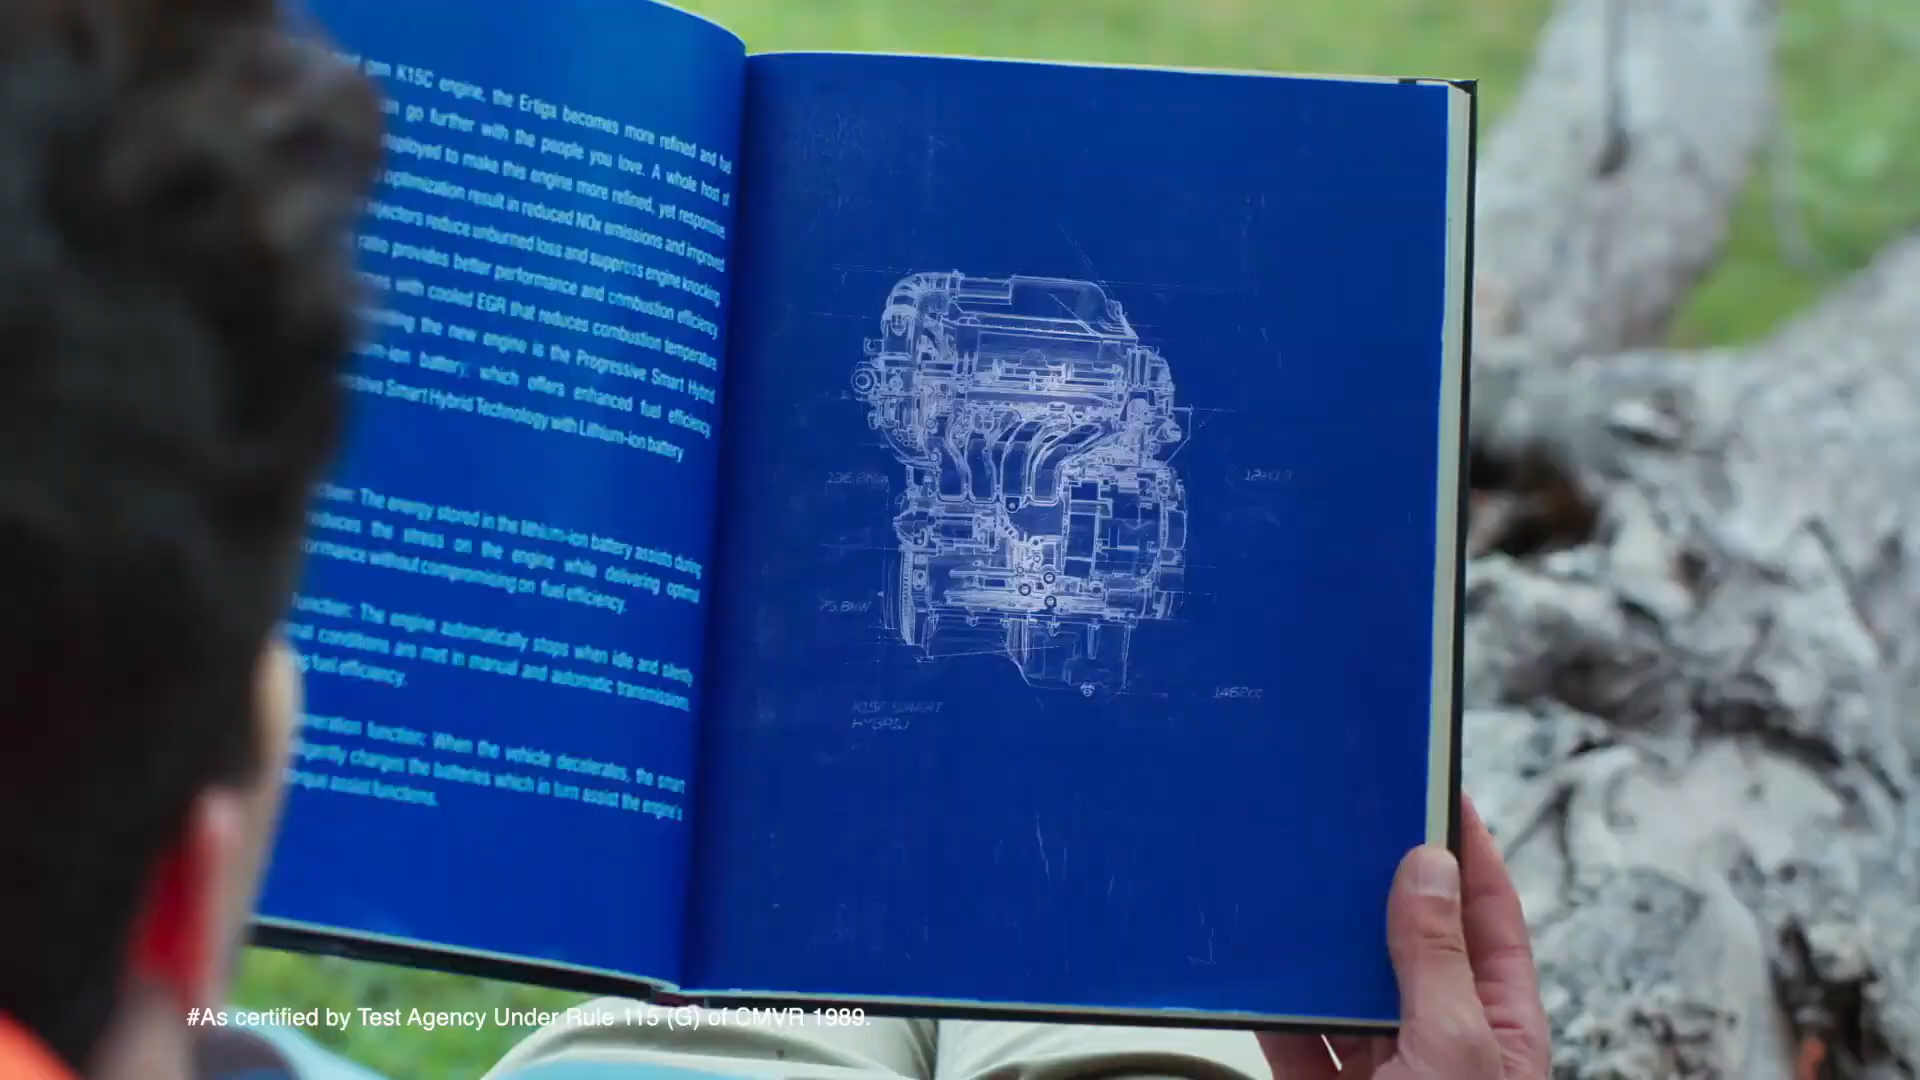 gen K15C engine, the Ertiga becomes more refined and fuel
go further with the people you love. A whole host of
to make this engine more refined, yet responsive.
optimization result in reduced NOx emissions and improved
reduce unburned loss and suppress engine knocking.
ratio provides better performance and combustion efficiency
with cooled EGR that reduces combustion temperature
the new engine is the Progressive Smart Hybrid
battery; which offers enhanced fuel efficiency.
Smart Hybrid Technology with Lithium-ion battery
The energy stored in the lithium-ion battery assists during
the stress on the engine while delivering optimal
without compromising on fuel efficiency.
function: The engine automatically stops when idle and silently
conditions are met in manual and automatic transmission,
fuel efficiency.
function: When the vehicle decelerates, the smart
charges the batteries which in turn assist the engine's
assist functions.
K15C SMART
HYBRID
1462cc
#As certified by Test Agency Under Rule 115 (G) of CMVR 1989.